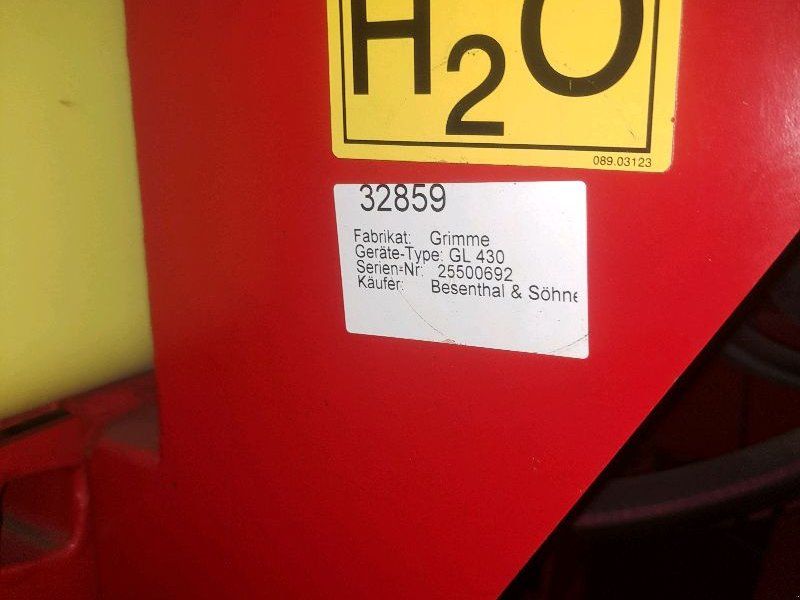 H2O
089.03123
32859
Fabrikat: Grimme
Geräte-Type: GL 430
Serien-Nr: 25500692
Käufer: Besenthal & Söhne